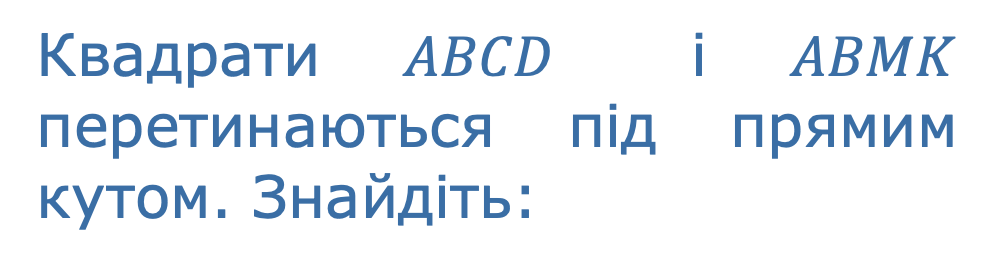 Квадрати ABCD і ABMK
перетинаються під прямим
кутом. Знайдіть: